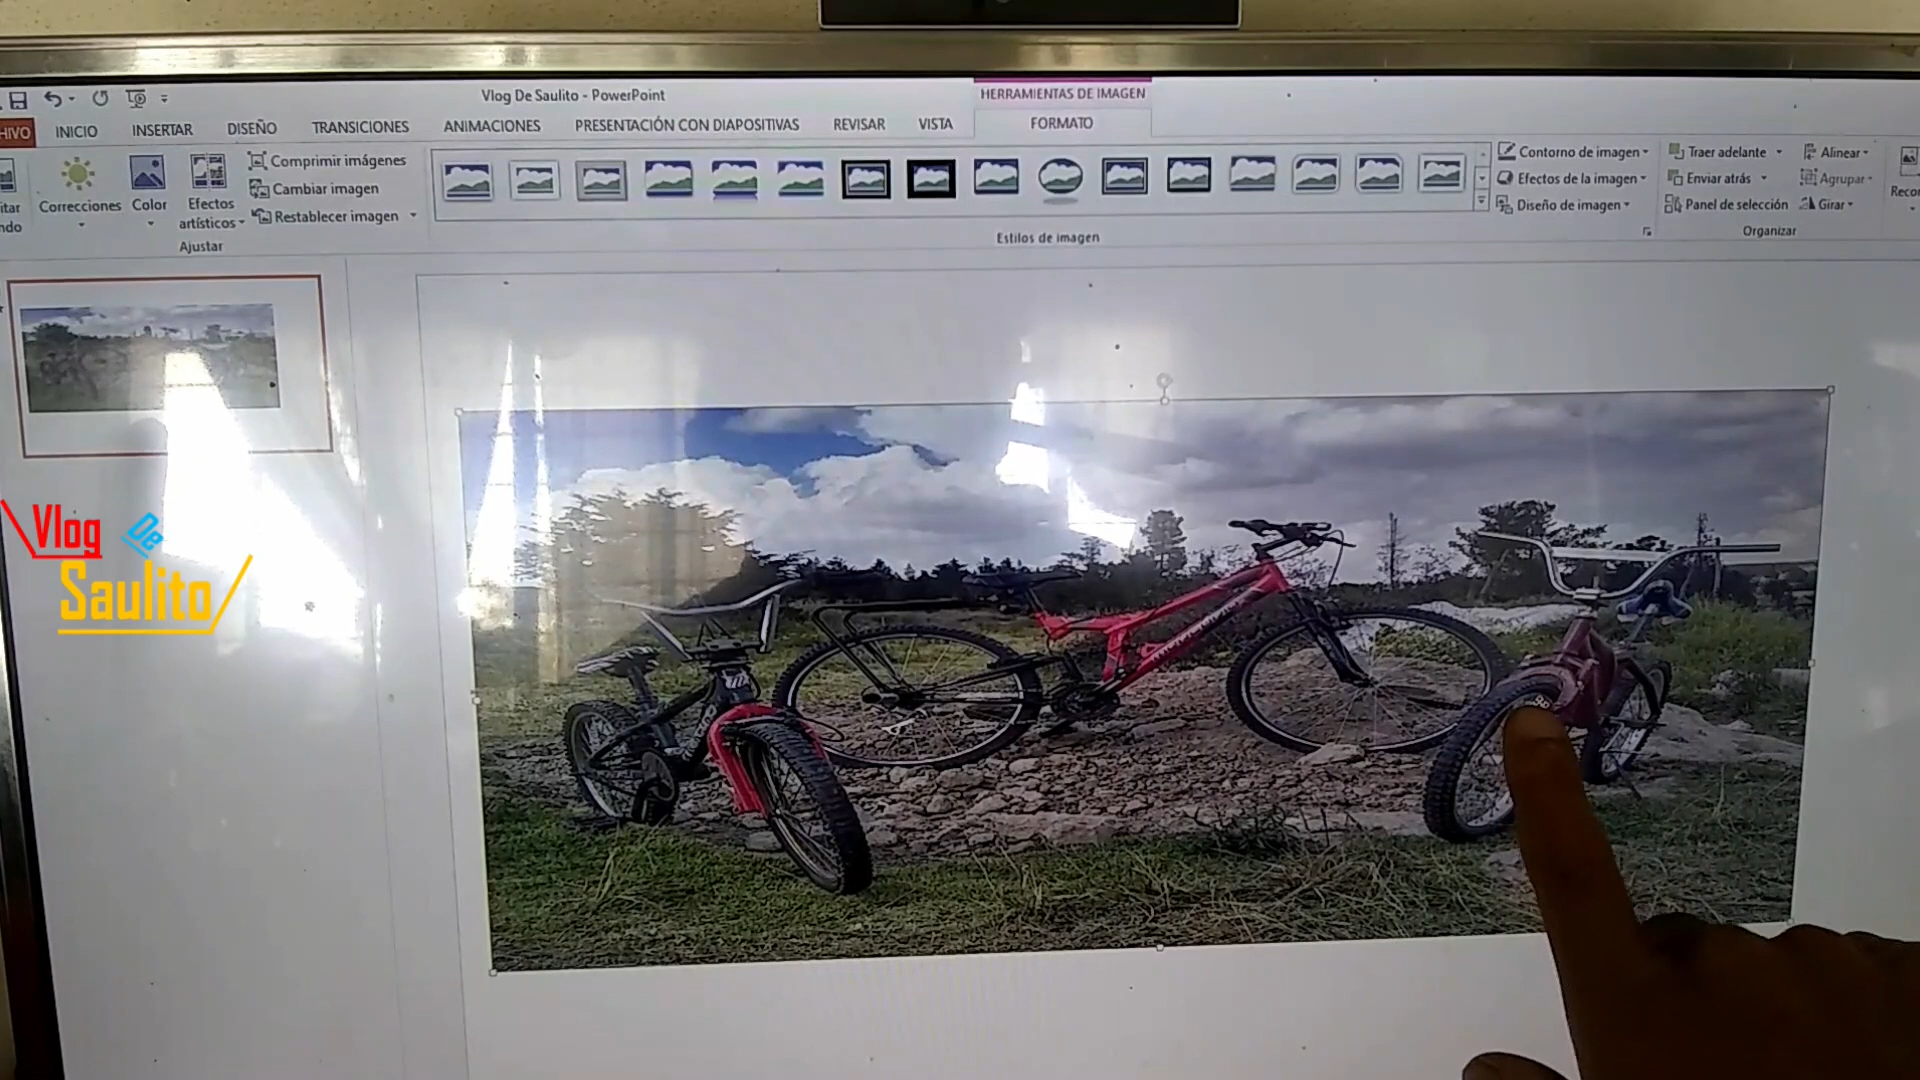 Vlog De Saulito - PowerPoint
HERRAMIENTAS DE IMAGEN
INICIO
INSERTAR
DISEÑO
TRANSICIONES
ANIMACIONES
PRESENTACIÓN CON DIAPOSITIVAS
REVISAR
VISTA
FORMATO
Correcciones
Color
Efectos
artísticos
Comprimir imágenes
Cambiar imagen
Restablecer imagen
Ajustar
Estilos de imagen
Contorno de imagen
Efectos de la imagen
Diseño de imagen
Traer adelante
Enviar atrás
Panel de selección
Alinear
Agrupar
Girar
Organizar
Vlog
De
Saulito